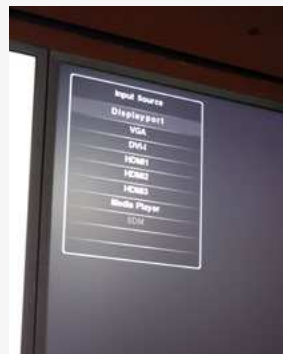 Input Source
Displayport
VGA
DVI-I
HDMI1
HDMI2
HDMI3
Media Player
SDM